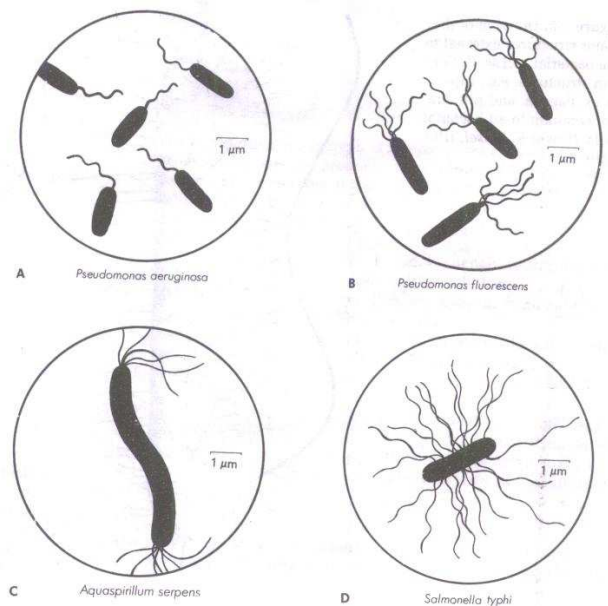 1 µm
1 µm
A Pseudomonas aeruginosa
B Pseudomonas fluorescens
1 µm
1 µm
C Aquaspirillum serpens
D Salmonella typhi